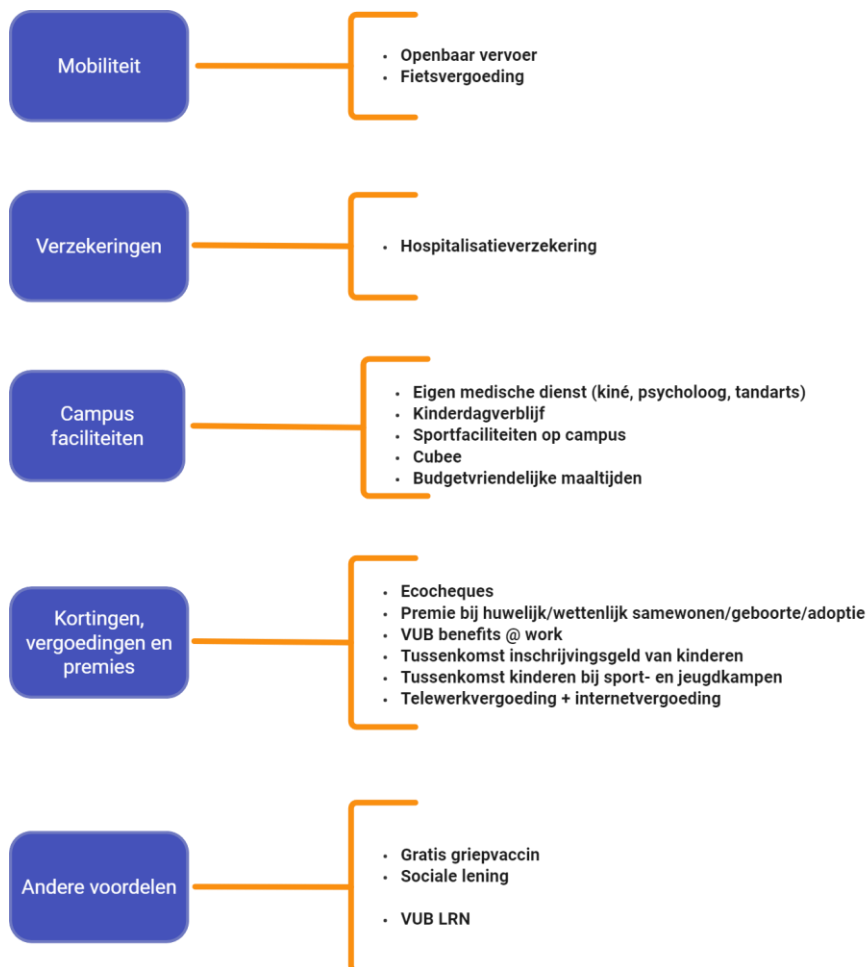 Mobiliteit
• Openbaar vervoer
• Fietsvergoeding
Verzekeringen
• Hospitalisatieverzekering
Campus
faciliteiten
• Eigen medische dienst (kiné, psycholoog, tandarts)
• Kinderdagverblijf
• Sportfaciliteiten op campus
• Cubee
• Budgetvriendelijke maaltijden
Kortingen,
vergoedingen en
premies
• Ecocheques
• Premie bij huwelijk/wettenlijk samewonen/geboorte/adoptie
• VUB benefits @ work
• Tussenkomst inschrijvingsgeld van kinderen
• Tussenkomst kinderen bij sport- en jeugdkampen
• Telewerkvergoeding + internetvergoeding
Andere voordelen
• Gratis griepvaccin
• Sociale lening
• VUB LRN